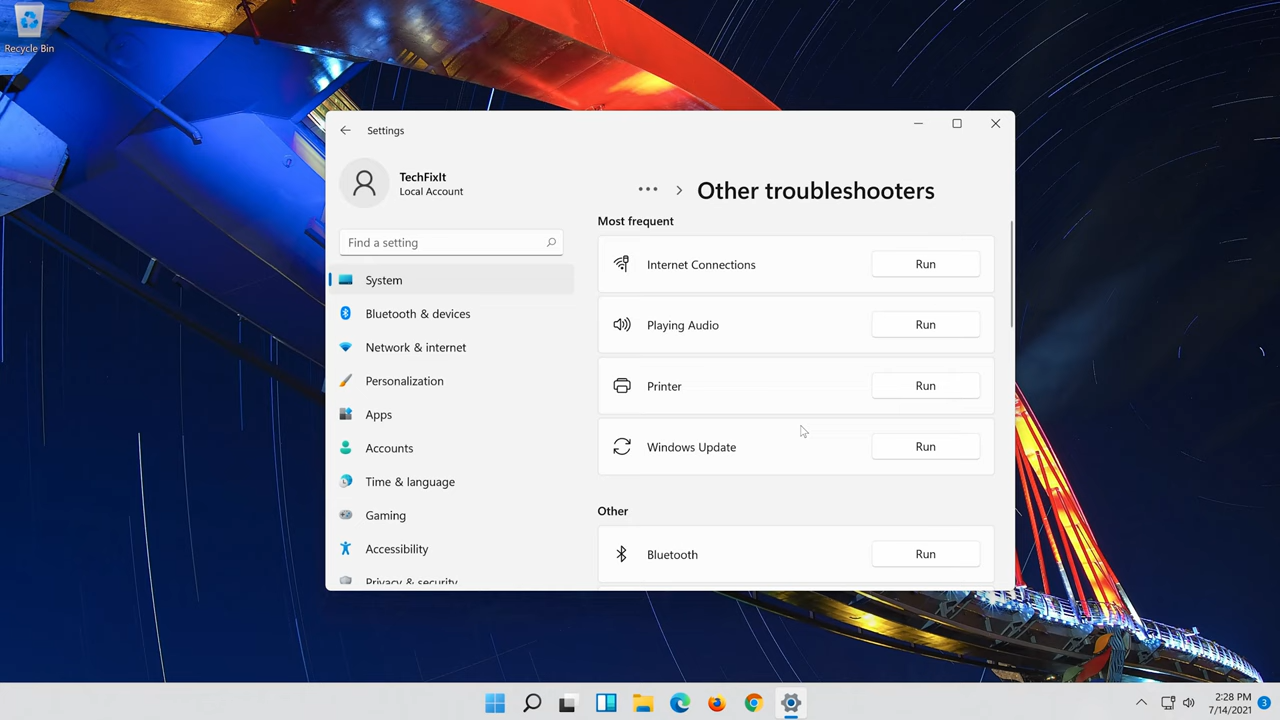 Recycle Bin
Settings
TechFixIt
Local Account
Find a setting
System
Bluetooth & devices
Network & internet
Personalization
Apps
Accounts
Time & language
Gaming
Accessibility
Privacy & security
Other troubleshooters
Most frequent
Internet Connections
Run
Playing Audio
Run
Printer
Run
Windows Update
Run
Other
Bluetooth
Run
2:28 PM
7/14/2021
3